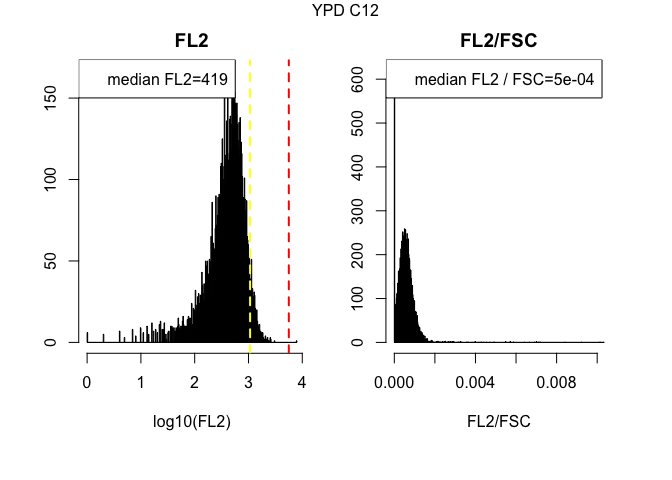 YPD C12
FL2
FL2/FSC
median FL2=419
median FL2 / FSC=5e-04
150
100
50
0
600
500
400
300
200
100
0
0 1 2 3 4
0.000 0.004 0.008
log10(FL2)
FL2/FSC